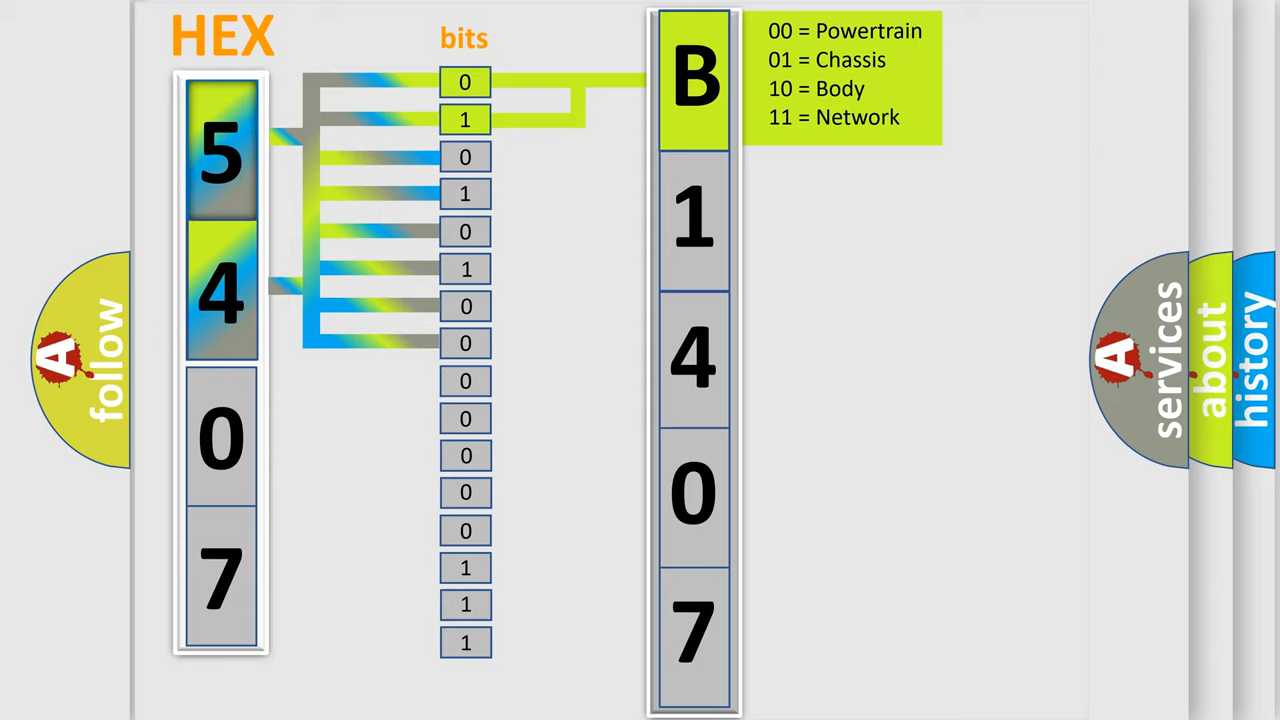 HEX
bits
5
4
0
7
0
1
0
1
0
1
0
0
0
0
0
0
0
1
1
1
B
1
4
0
7
00 = Powertrain
01 = Chassis
10 = Body
11 = Network
A
follow
A
services
about
history